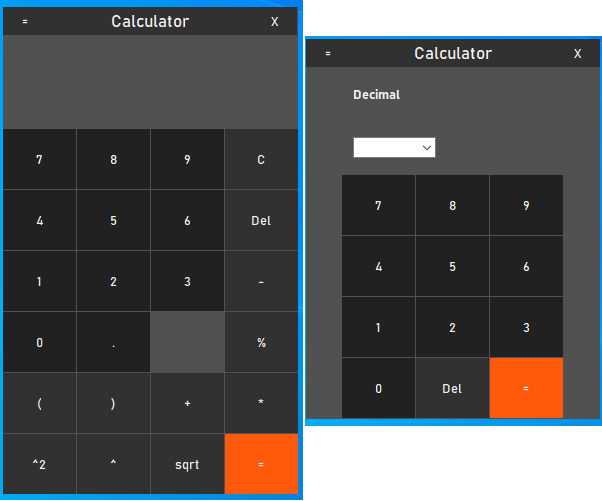 = Calculator X
7 8 9 C
4 5 6 Del
1 2 3 -
0 . %
( ) + *
^2 ^ sqrt =
= Calculator X
Decimal
7 8 9
4 5 6
1 2 3
0 Del =